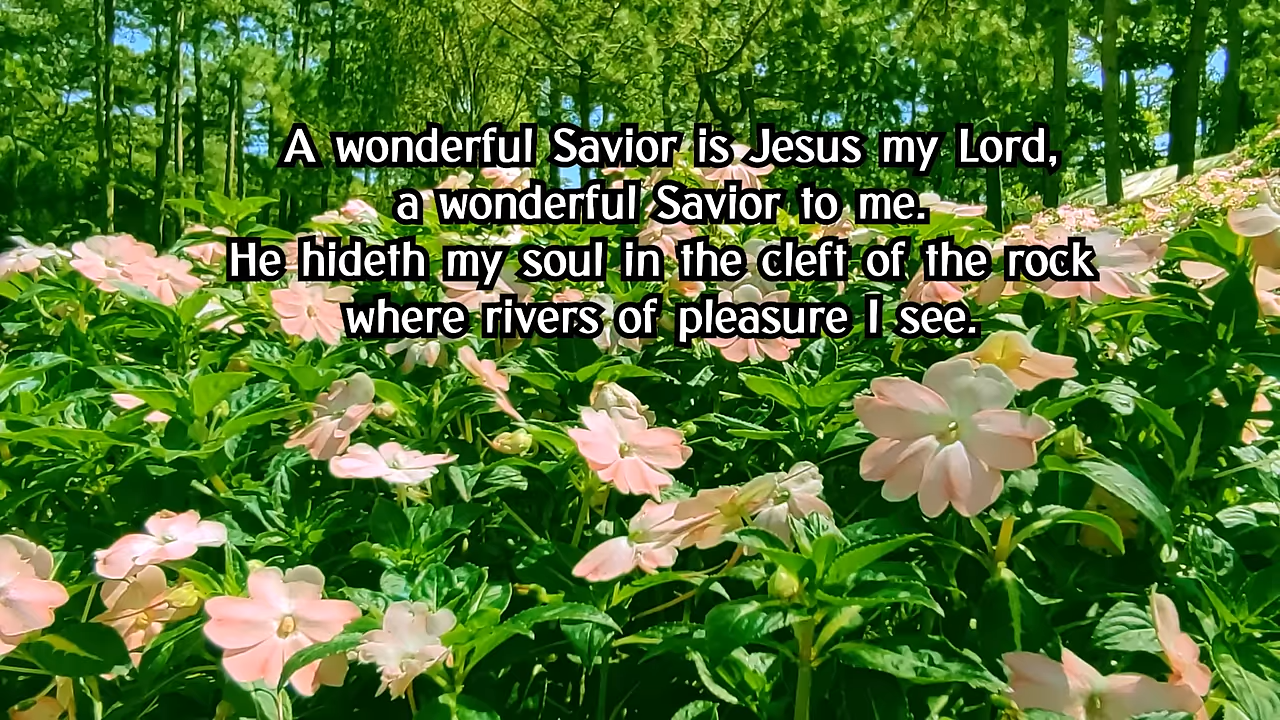 A wonderful Savior is Jesus my Lord,
a wonderful Savior to me.
He hideth my soul in the cleft of the rock
where rivers of pleasure I see.